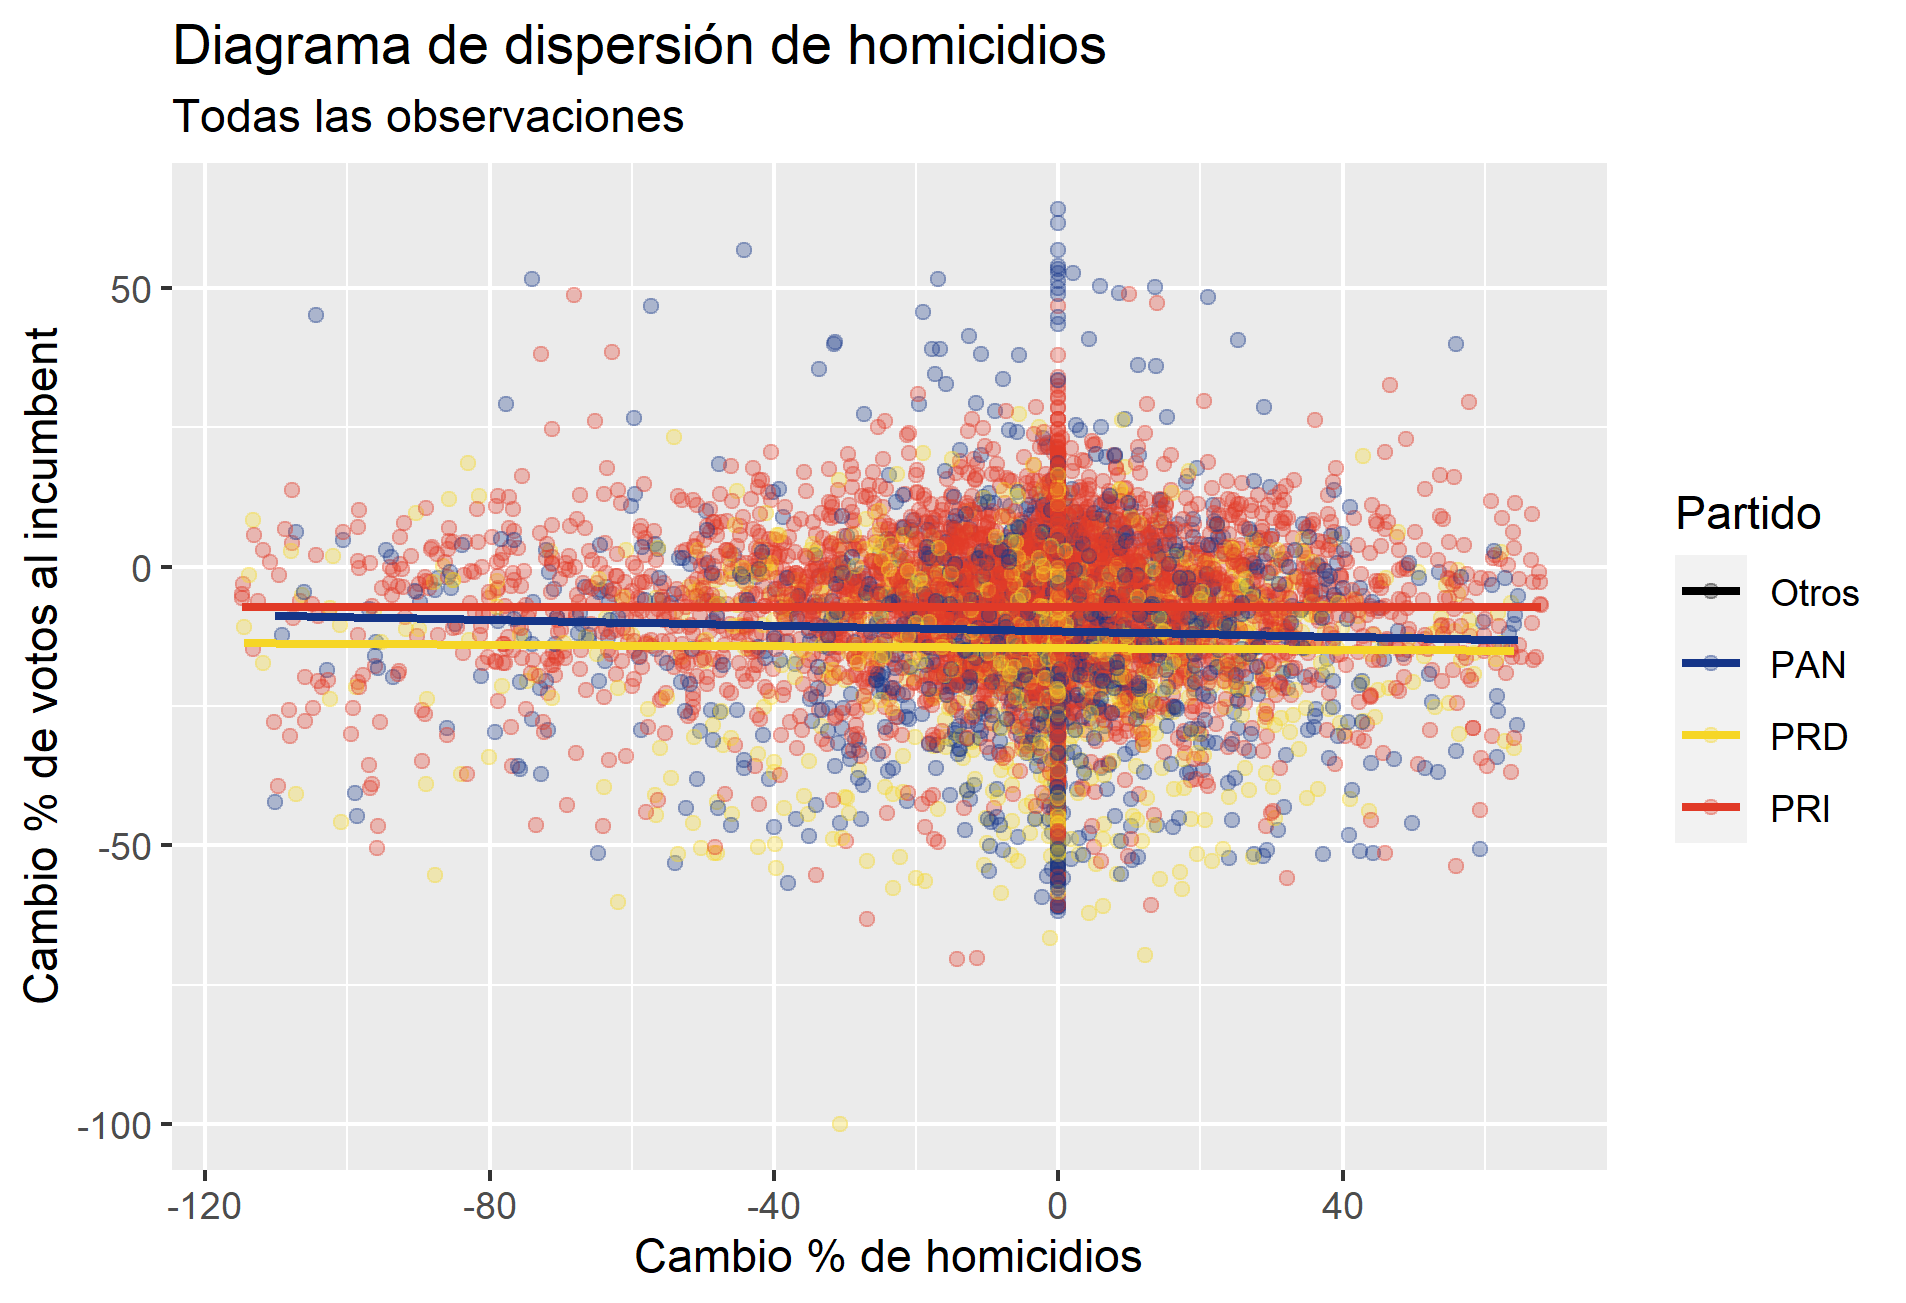 Diagrama de dispersión de homicidios
Todas las observaciones
Cambio % de votos al incumbent
50
0
-50
-100
-120
-80
-40
0
40
Cambio % de homicidios
Partido
Otros
PAN
PRD
PRI